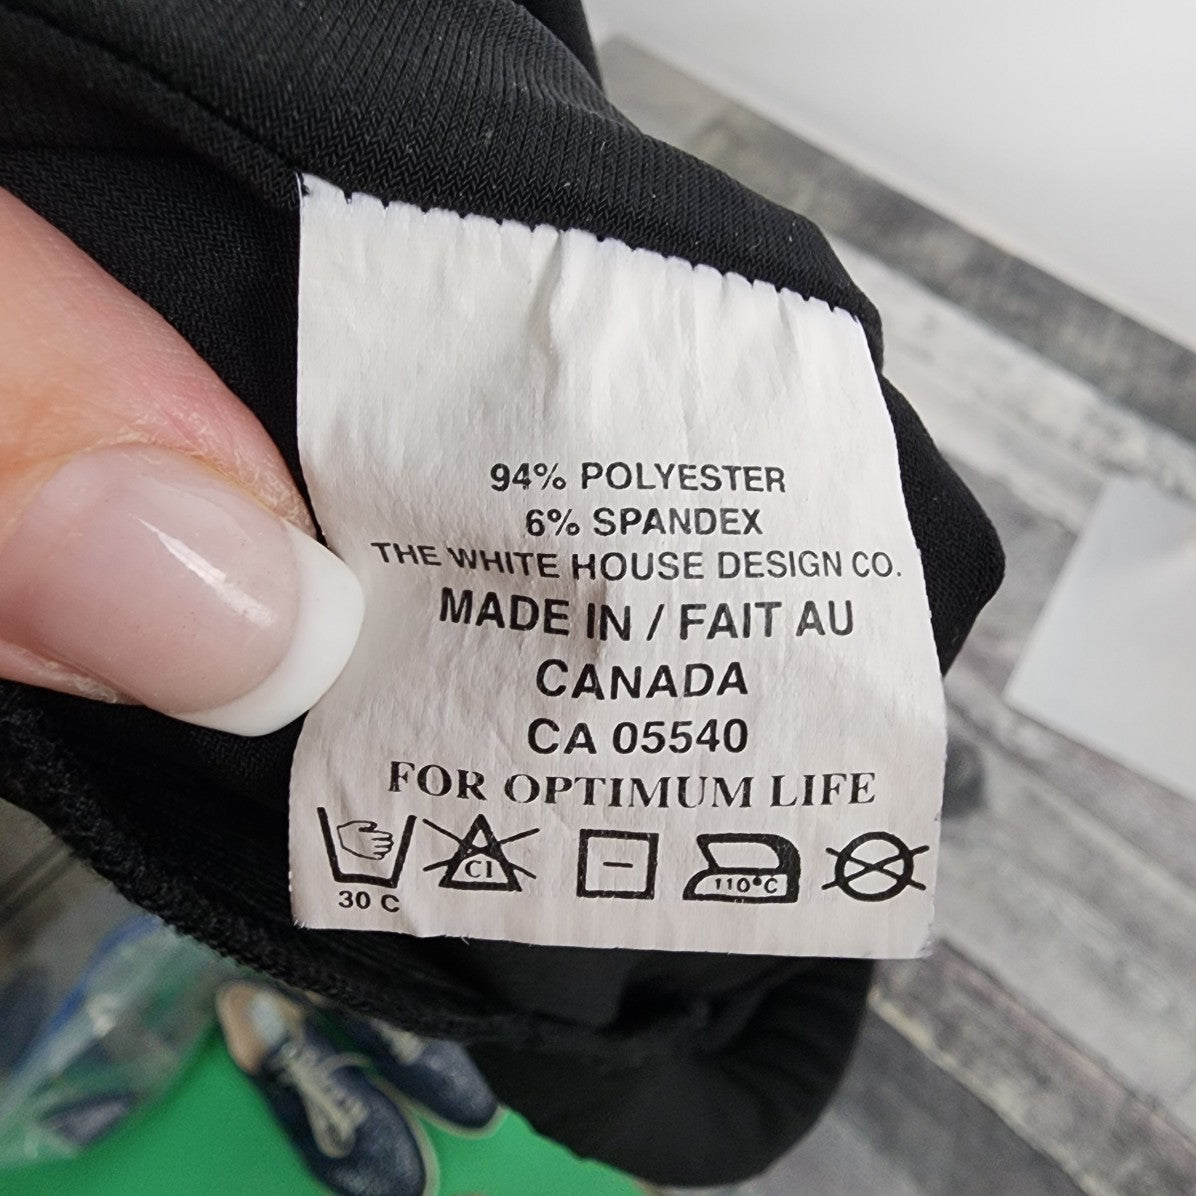 94% POLYESTER
6% SPANDEX
THE WHITE HOUSE DESIGN CO.
MADE IN / FAIT AU
CANADA
CA 05540
FOR OPTIMUM LIFE
Cl 110°C
30 C